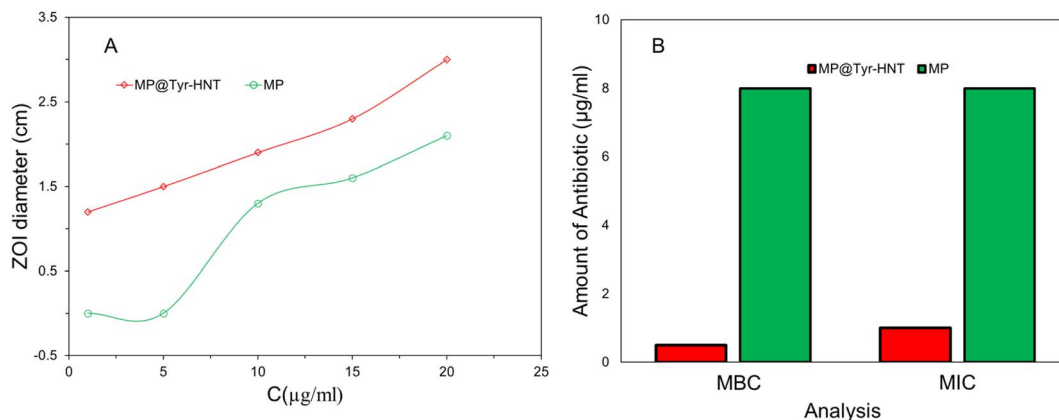 A
MP@Tyr-HNT MP
3.5
2.5
1.5
0.5
-0.5
ZOI diameter (cm)
0 5 10 15 20 25
C(µg/ml)
B
MP@Tyr-HNT MP
10
8
6
4
2
0
Amount of Antibiotic (µg/ml)
MBC MIC
Analysis